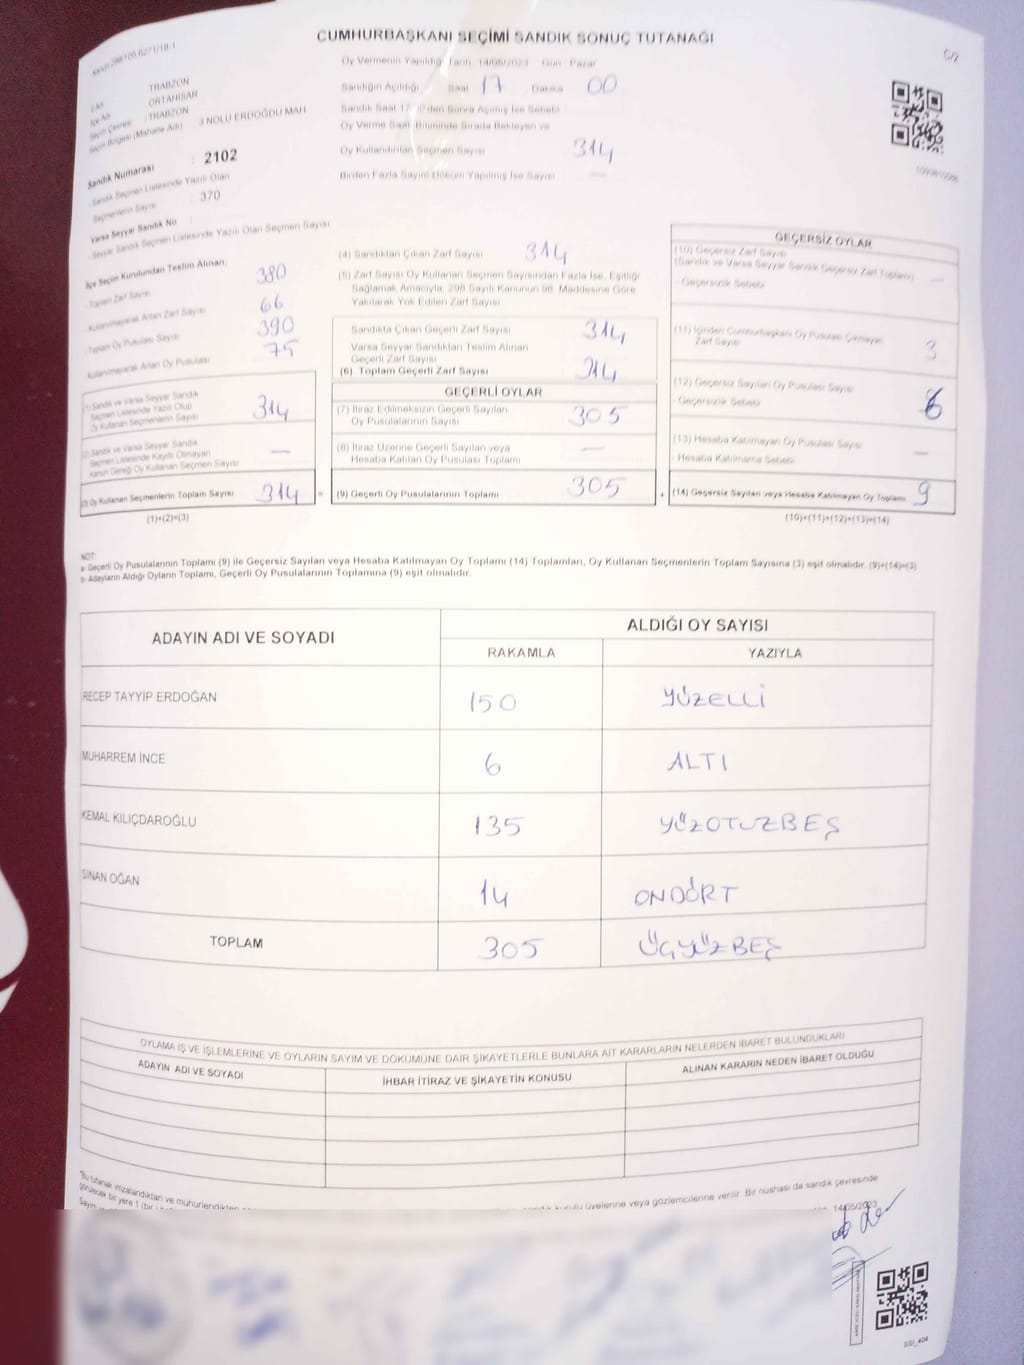 CUMHURBAŞKANI SEÇİMİ SANDIK SONUÇ TUTANAĞI
C/2
Oy Vermenin Yapıldığı Tarih: 14/05/2023 Gün: Pazar
Sandığın Açıldığı Saat 17 Dakika 00
Sandık Saat 17:00'den Sonra Açılmış İse Sebebi
Oy Verme Saati Bitiminde Sırada Bekleyen ve
Oy Kullandırılan Seçmen Sayısı 314
Birden Fazla Sayım Döküm Yapılmış İse Sayısı —
İli : TRABZON
İlçe Adı : ORTAHİSAR
Seçim Çevresi : TRABZON
Seçim Bölgesi (Mahalle Adı) : 3 NOLU ERDOĞDU MAH.
Sandık Numarası : 2102
Sandık Seçmen Listesinde Yazılı Olan
Seçmenlerin Sayısı : 370
Varsa Seyyar Sandık No :
Seyyar Sandık Seçmen Listesinde Yazılı Olan Seçmen Sayısı
İlçe Seçim Kurulundan Teslim Alınan;
Toplam Zarf Sayısı 380
Kullanılmayarak Artan Zarf Sayısı 66
Toplam Oy Pusulası Sayısı 390
Kullanılmayarak Artan Oy Pusulası 75
(1) Sandık ve Varsa Seyyar Sandık
Seçmen Listesinde Yazılı Olup
Oy Kullanan Seçmenlerin Sayısı 314
(2) Sandık ve Varsa Seyyar Sandık
Seçmen Listesinde Kayıtlı Olmayan
Kanun Gereği Oy Kullanan Seçmen Sayısı —
(3) Oy Kullanan Seçmenlerin Toplam Sayısı 314 =
(1)+(2)=(3)
(4) Sandıktan Çıkan Zarf Sayısı 314
(5) Zarf Sayısı Oy Kullanan Seçmen Sayısından Fazla İse, Eşitliği
Sağlamak Amacıyla, 298 Sayılı Kanunun 98. Maddesine Göre
Yakılarak Yok Edilen Zarf Sayısı
Sandıkta Çıkan Geçerli Zarf Sayısı 314
Varsa Seyyar Sandıktan Teslim Alınan
Geçerli Zarf Sayısı
(6) Toplam Geçerli Zarf Sayısı 314
GEÇERLİ OYLAR
(7) İtiraz Edilmeksizin Geçerli Sayılan
Oy Pusulalarının Sayısı 305
(8) İtiraz Üzerine Geçerli Sayılan veya
Hesaba Katılan Oy Pusulası Toplamı —
(9) Geçerli Oy Pusulalarının Toplamı 305 +
GEÇERSİZ OYLAR
(10) Geçersiz Zarf Sayısı
(Sandık ve Varsa Seyyar Sandık Geçersiz Zarf Toplamı) —
- Geçersizlik Sebebi
(11) İçinden Cumhurbaşkanı Oy Pusulası Çıkmayan
Zarf Sayısı 3
(12) Geçersiz Sayılan Oy Pusulası Sayısı 6
- Geçersizlik Sebebi
(13) Hesaba Katılmayan Oy Pusulası Sayısı —
- Hesaba Katılmama Sebebi
(14) Geçersiz Sayılan veya Hesaba Katılmayan Oy Toplamı 9
(10)+(11)+(12)+(13)=(14)
NOT:
a- Geçerli Oy Pusulalarının Toplamı (9) ile Geçersiz Sayılan veya Hesaba Katılmayan Oy Toplamı (14) Toplamları, Oy Kullanan Seçmenlerin Toplam Sayısına (3) eşit olmalıdır. (9)+(14)=(3)
b- Adayların Aldığı Oyların Toplamı, Geçerli Oy Pusulalarının Toplamına (9) eşit olmalıdır.
ADAYIN ADI VE SOYADI
ALDIĞI OY SAYISI
RAKAMLA YAZIYLA
RECEP TAYYİP ERDOĞAN 150 YÜZELLİ
MUHARREM İNCE 6 ALTI
KEMAL KILIÇDAROĞLU 135 YÜZOTUZBEŞ
SİNAN OĞAN 14 ONDÖRT
TOPLAM 305 ÜÇYÜZBEŞ
OYLAMA İŞ VE İŞLEMLERİNE VE OYLARIN SAYIM VE DÖKÜMÜNE DAİR ŞİKAYETLERLE BUNLARA AİT KARARLARIN NELERDEN İBARET BULUNDUKLARI
ADAYIN ADI VE SOYADI İHBAR İTİRAZ VE ŞİKAYETİN KONUSU ALINAN KARARIN NEDEN İBARET OLDUĞU
"Bu tutanak imzalandıktan ve mühürlendikten
sandık kurulu üyelerine veya gözlemcilerine verilir. Bir nüshası da sandık çevresinde
14/05/2023
SSI_404